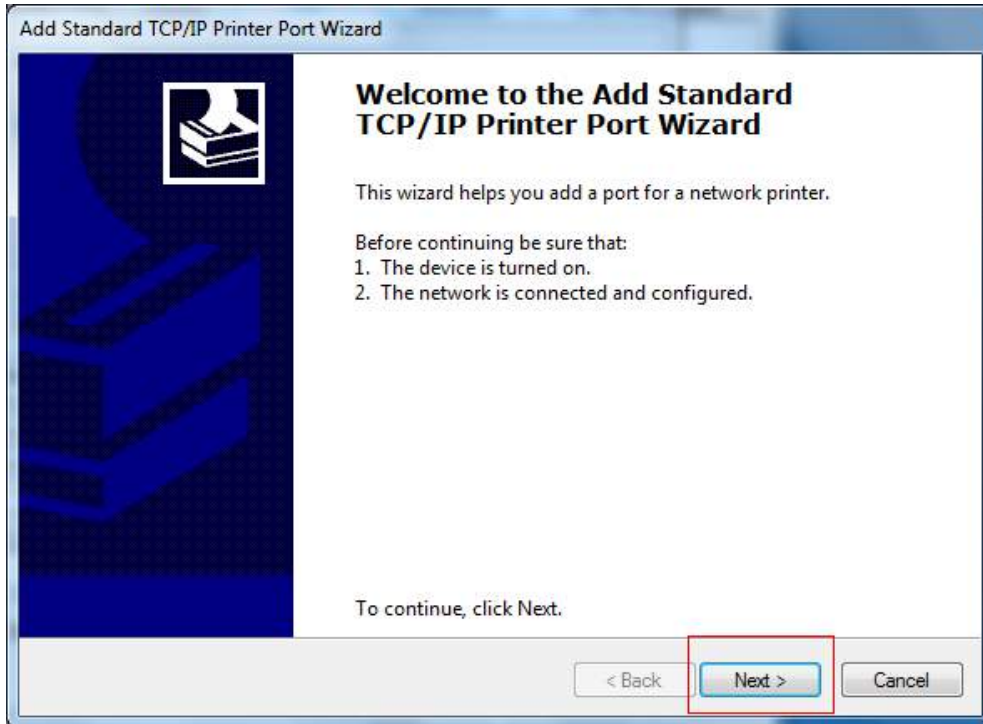 Add Standard TCP/IP Printer Port Wizard
Welcome to the Add Standard
TCP/IP Printer Port Wizard
This wizard helps you add a port for a network printer.
Before continuing be sure that:
1. The device is turned on.
2. The network is connected and configured.
To continue, click Next.
< Back Next > Cancel